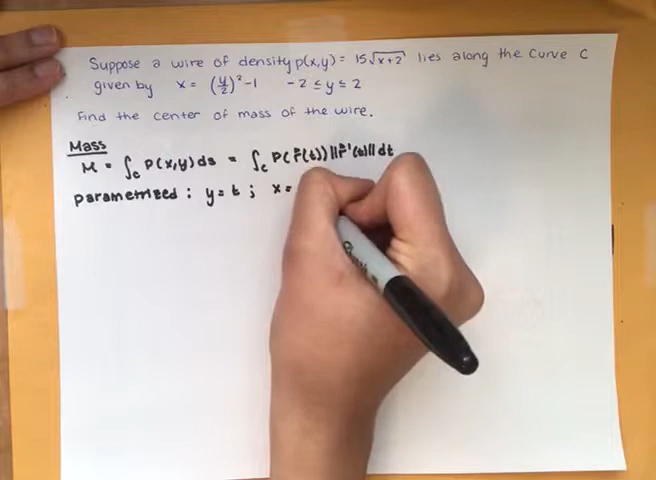 Suppose a wire of density p(x,y) = 15√x+2 lies along the curve C
given by x = (y/2)² -1 -2 ≤ y ≤ 2
Find the center of mass of the wire.
Mass
M = ∫c P(x,y) ds = ∫c P(r⃗(t)) ||r⃗'(t)|| dt
parametrized : y = t ; x =